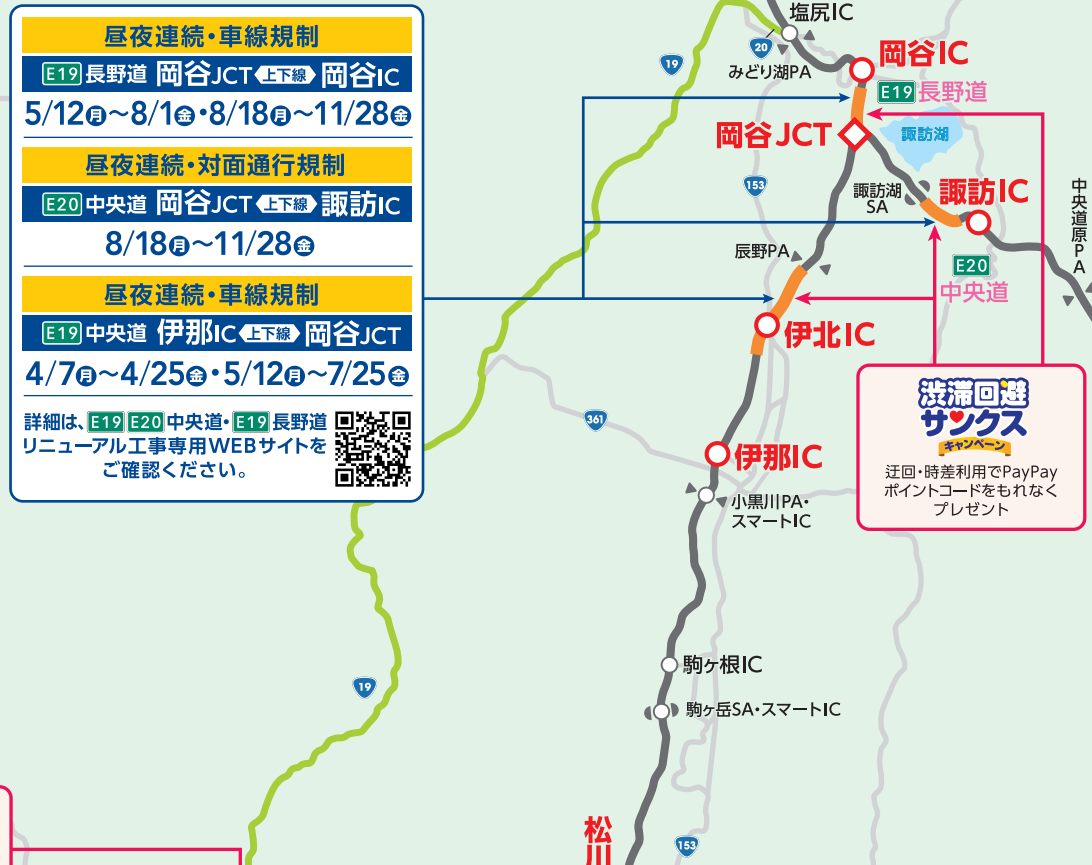 昼夜連続・車線規制
E19 長野道 岡谷JCT 上下線 岡谷IC
5/12月～8/1金・8/18月～11/28金
昼夜連続・対面通行規制
E20 中央道 岡谷JCT 上下線 諏訪IC
8/18月～11/28金
昼夜連続・車線規制
E19 中央道 伊那IC 上下線 岡谷JCT
4/7月～4/25金・5/12月～7/25金
詳細は、E19 E20 中央道・E19 長野道
リニューアル工事専用WEBサイトを
ご確認ください。
塩尻IC
20
19
みどり湖PA
岡谷IC
E19 長野道
岡谷JCT
諏訪湖
153
諏訪湖
SA
諏訪IC
中央道原PA
辰野PA
E20
中央道
伊北IC
渋滞回避
サンクス
キャンペーン
迂回・時差利用でPayPay
ポイントコードをもれなく
プレゼント
361
伊那IC
小黒川PA・
スマートIC
駒ヶ根IC
19
駒ヶ岳SA・スマートIC
松川
153